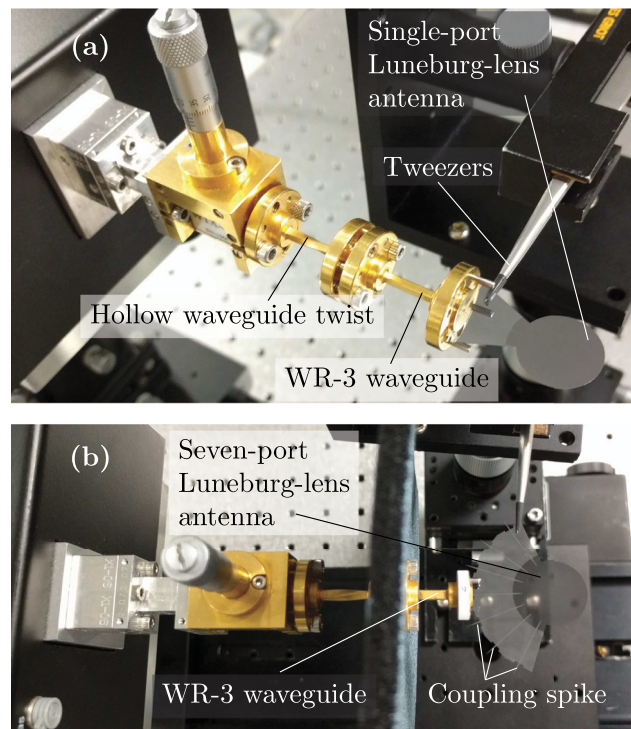 (a)
Single-port
Luneburg-lens
antenna
Tweezers
Hollow waveguide twist
WR-3 waveguide
(b)
Seven-port
Luneburg-lens
antenna
WR-3 waveguide
Coupling spike